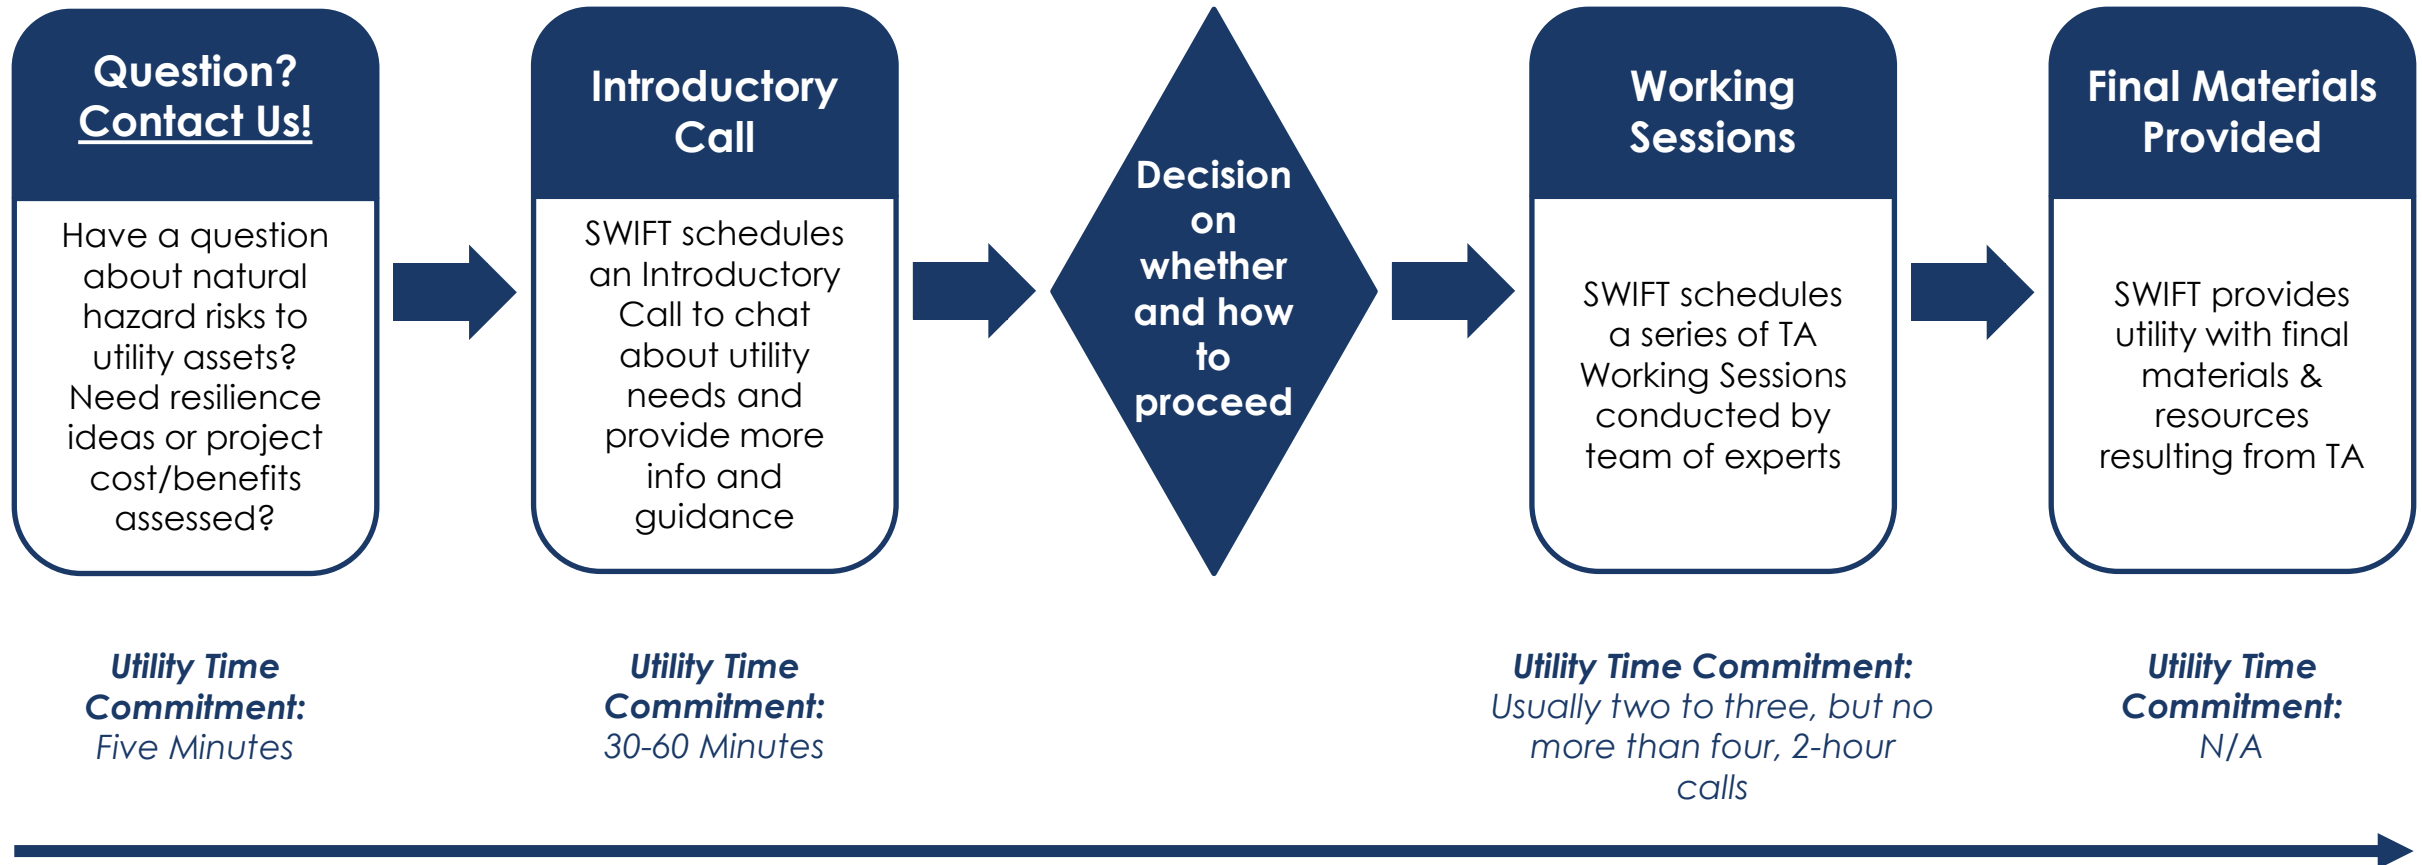 Question?
Contact Us!
Have a question
about natural
hazard risks to
utility assets?
Need resilience
ideas or project
cost/benefits
assessed?
Utility Time
Commitment:
Five Minutes
Introductory
Call
SWIFT schedules
an Introductory
Call to chat
about utility
needs and
provide more
info and
guidance
Utility Time
Commitment:
30-60 Minutes
Decision
on
whether
and how
to
proceed
Working
Sessions
SWIFT schedules
a series of TA
Working Sessions
conducted by
team of experts
Utility Time Commitment:
Usually two to three, but no
more than four, 2-hour
calls
Final Materials
Provided
SWIFT provides
utility with final
materials &
resources
resulting from TA
Utility Time
Commitment:
N/A